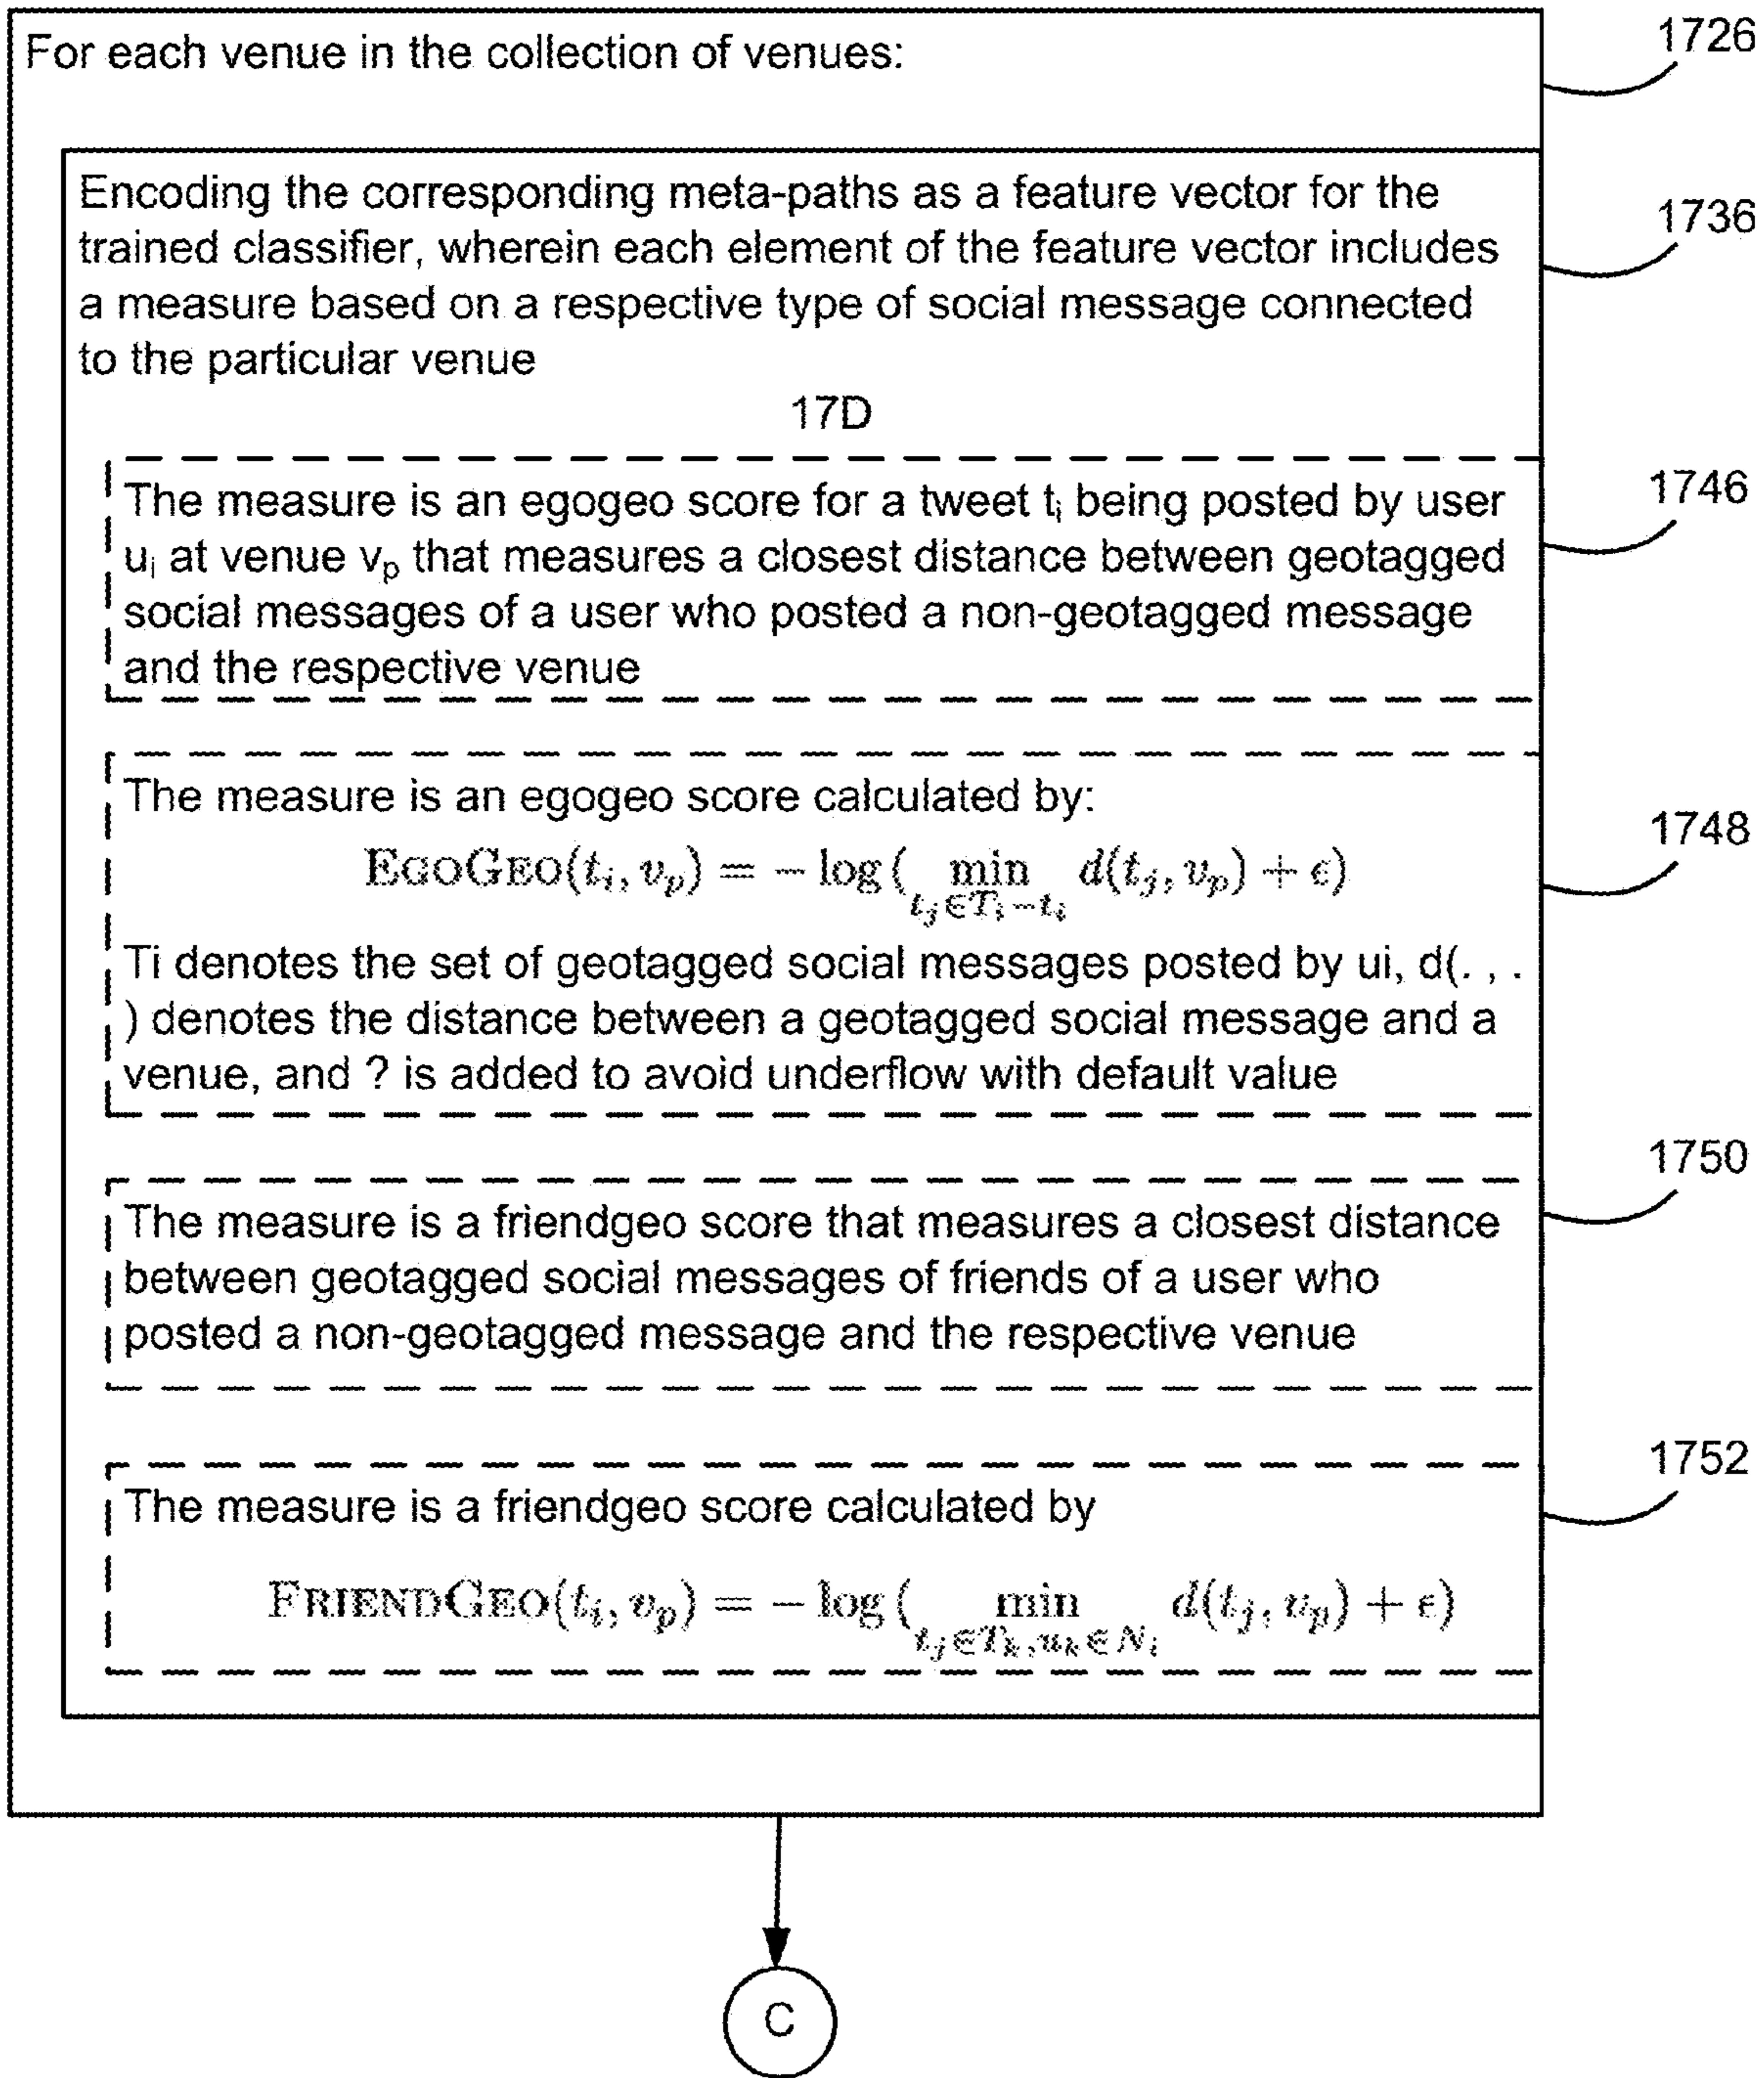 For each venue in the collection of venues:
1726
Encoding the corresponding meta-paths as a feature vector for the
trained classifier, wherein each element of the feature vector includes
a measure based on a respective type of social message connected
to the particular venue
1736
17D
The measure is an egogeo score for a tweet tᵢ being posted by user
uᵢ at venue vₚ that measures a closest distance between geotagged
social messages of a user who posted a non-geotagged message
and the respective venue
1746
The measure is an egogeo score calculated by:
EGOGEO(tᵢ, vₚ) = − log ( min d(tⱼ, vₚ) + ϵ)
tⱼ∈Tᵢ−tᵢ
Ti denotes the set of geotagged social messages posted by ui, d(. , .
) denotes the distance between a geotagged social message and a
venue, and ? is added to avoid underflow with default value
1748
The measure is a friendgeo score that measures a closest distance
between geotagged social messages of friends of a user who
posted a non-geotagged message and the respective venue
1750
The measure is a friendgeo score calculated by
FRIENDGEO(tᵢ, vₚ) = − log ( min d(tⱼ, vₚ) + ϵ)
tⱼ∈Tₖ,uₖ∈Nᵢ
1752
C